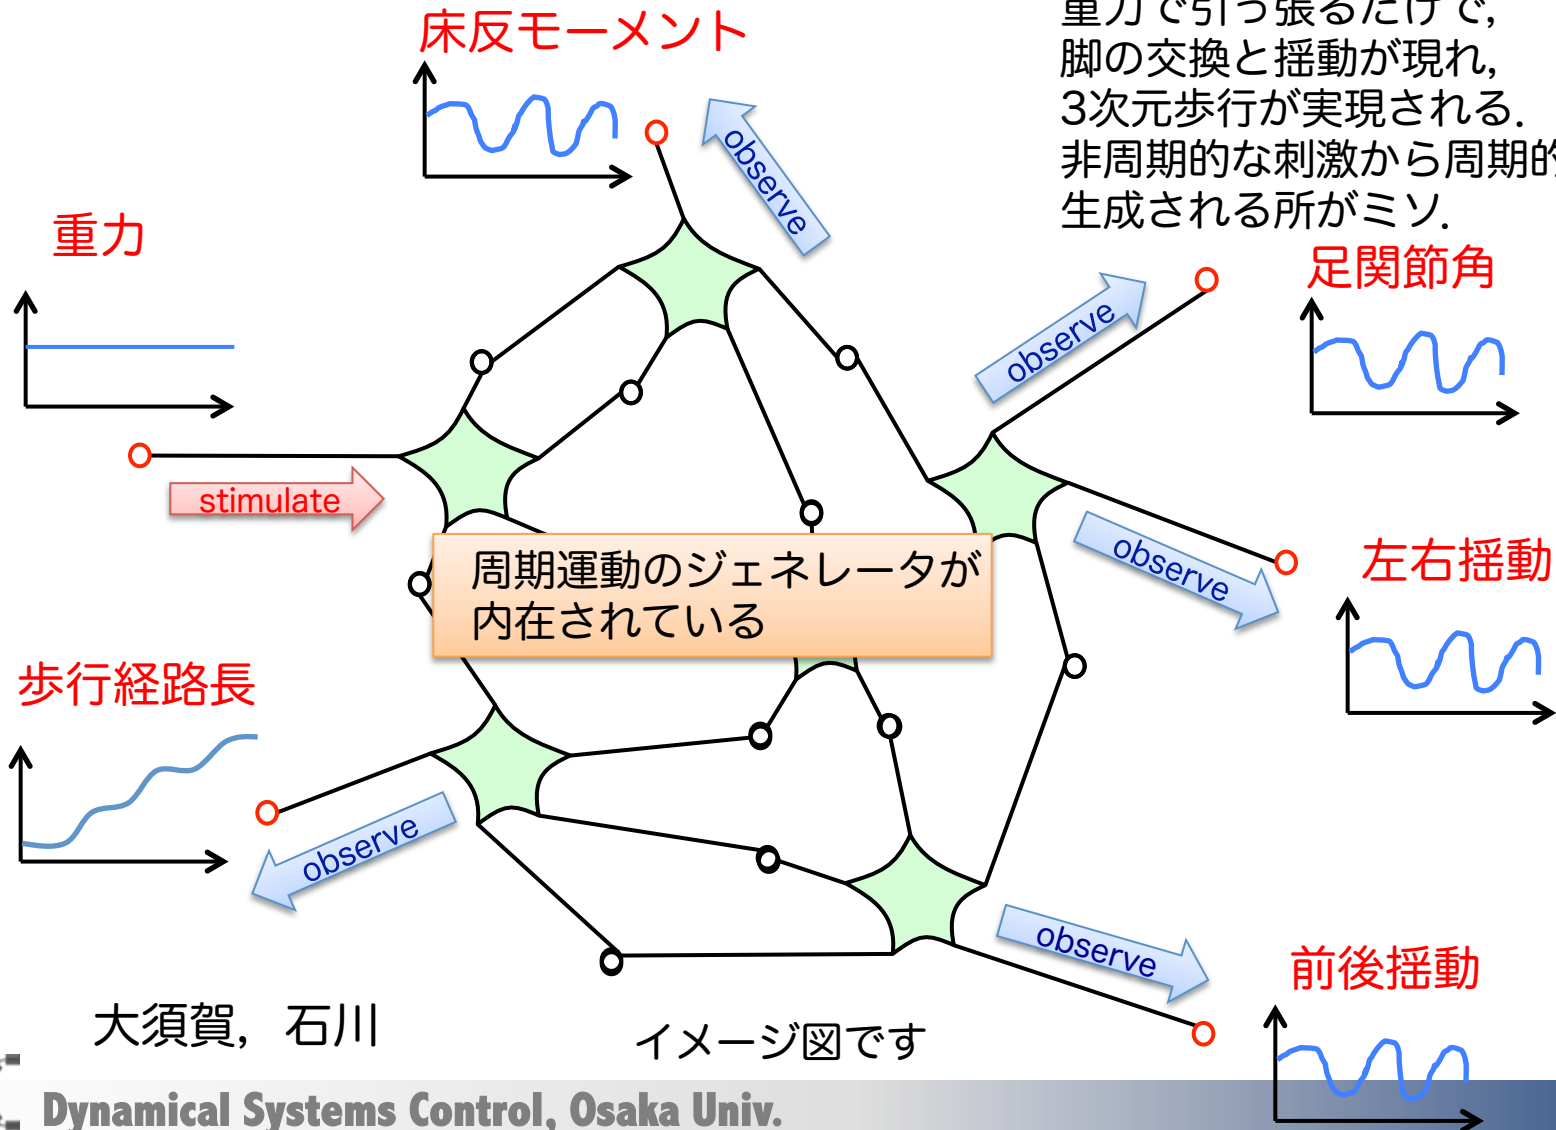 床反モーメント
重力で引っ張るだけで,
脚の交換と揺動が現れ,
3次元歩行が実現される.
非周期的な刺激から周期的
生成される所がミソ.
observe
重力
足関節角
observe
stimulate
周期運動のジェネレータが
内在されている
observe
左右揺動
歩行経路長
observe
observe
前後揺動
大須賀, 石川
イメージ図です
Dynamical Systems Control, Osaka Univ.